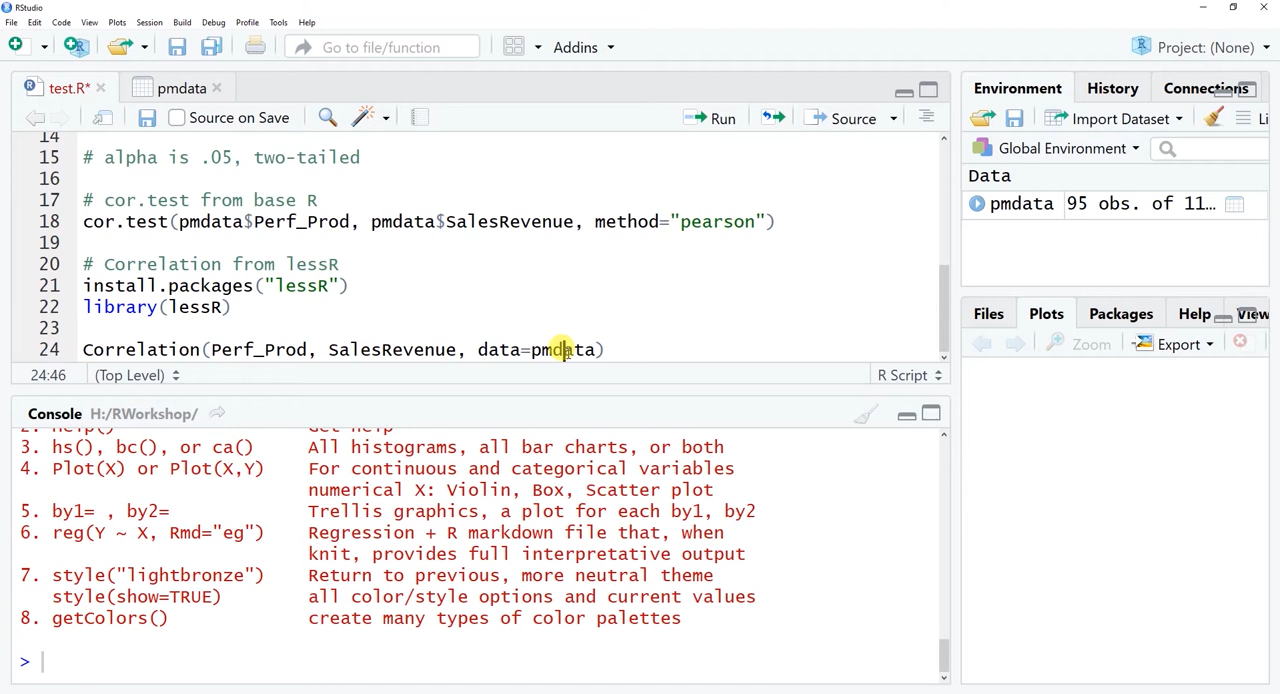 RStudio
File Edit Code View Plots Session Build Debug Profile Tools Help
Go to file/function
Addins
Project: (None)
test.R*
pmdata
Source on Save
Run
Source
14
15 # alpha is .05, two-tailed
16
17 # cor.test from base R
18 cor.test(pmdata$Perf_Prod, pmdata$SalesRevenue, method="pearson")
19
20 # Correlation from lessR
21 install.packages("lessR")
22 library(lessR)
23
24 Correlation(Perf_Prod, SalesRevenue, data=pmdata)
24:46 (Top Level) R Script
Console H:/RWorkshop/
2. help() Get help
3. hs(), bc(), or ca() All histograms, all bar charts, or both
4. Plot(X) or Plot(X,Y) For continuous and categorical variables
numerical X: Violin, Box, Scatter plot
5. by1= , by2= Trellis graphics, a plot for each by1, by2
6. reg(Y ~ X, Rmd="eg") Regression + R markdown file that, when
knit, provides full interpretative output
7. style("lightbronze") Return to previous, more neutral theme
style(show=TRUE) all color/style options and current values
8. getColors() create many types of color palettes
>
Environment History Connections
Import Dataset Li
Global Environment
Data
pmdata 95 obs. of 11...
Files Plots Packages Help View
Zoom Export